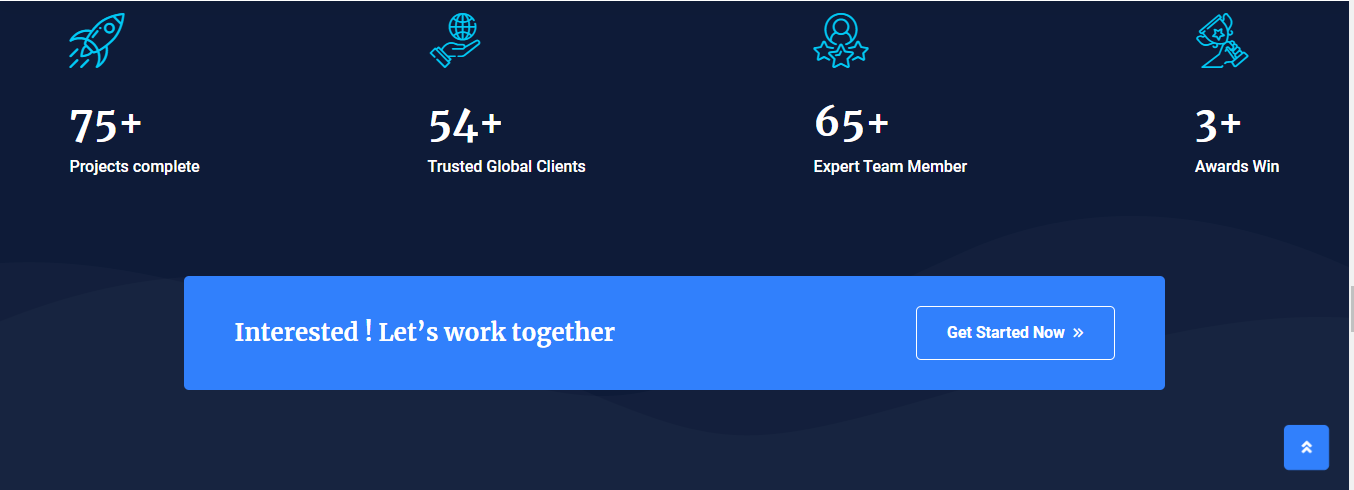 75+
54+
65+
3+
Projects complete
Trusted Global Clients
Expert Team Member
Awards Win
Interested ! Let’s work together
Get Started Now »